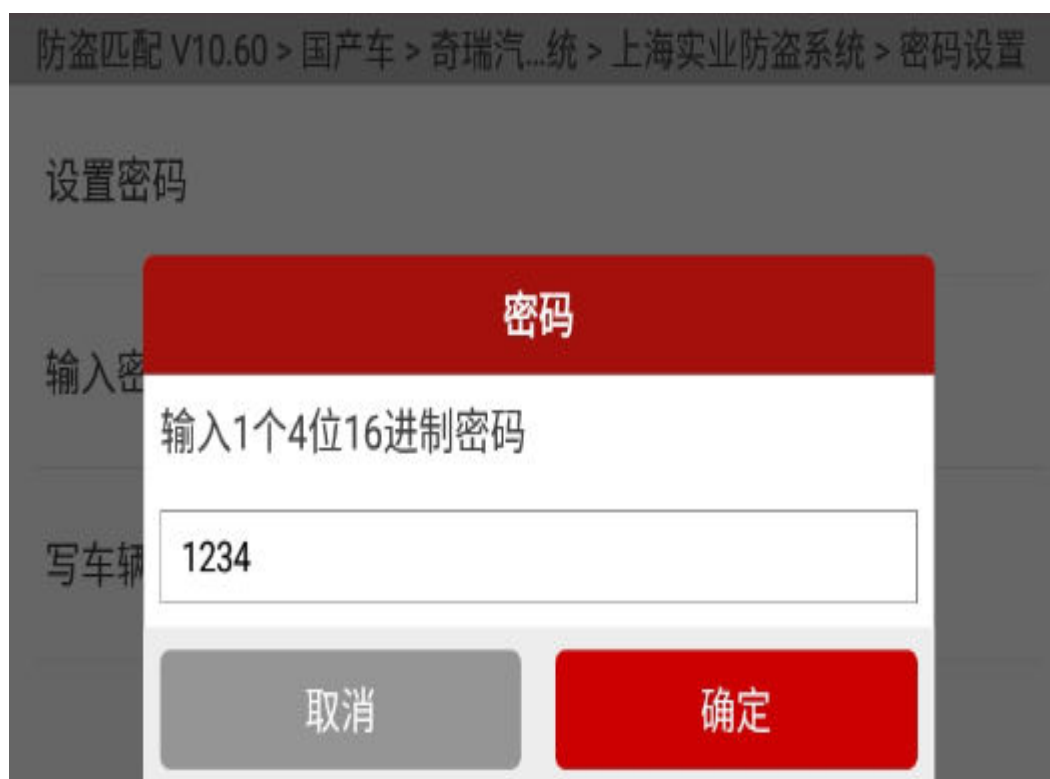 防盗匹配 V10.60 > 国产车 > 奇瑞汽...统 > 上海实业防盗系统 > 密码设置
设置密码
密码
输入密
输入1个4位16进制密码
1234
写车辆
取消
确定